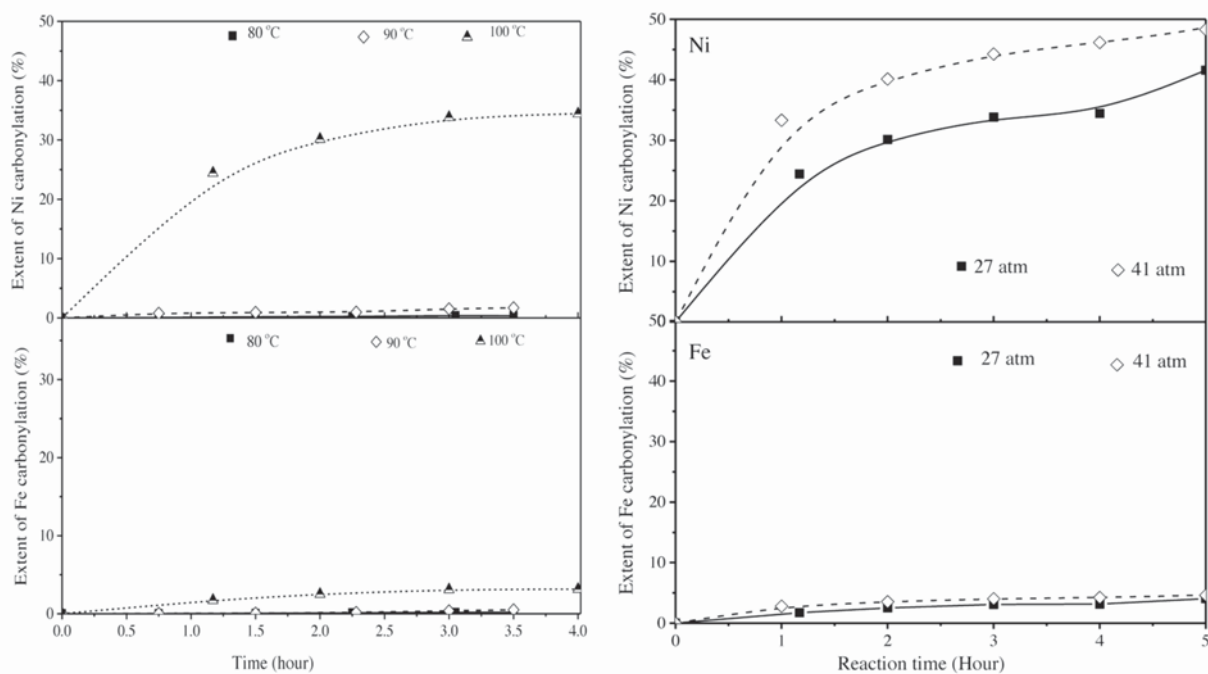 80 °C 90 °C 100 °C
Extent of Ni carbonylation (%)
50
40
30
20
10
0
80 °C 90 °C 100 °C
Extent of Fe carbonylation (%)
30
20
10
0
0.0 0.5 1.0 1.5 2.0 2.5 3.0 3.5 4.0
Time (hour)
Ni
Extent of Ni carbonylation (%)
50
40
30
20
10
27 atm 41 atm
50
Fe
27 atm 41 atm
Extent of Fe carbonylation (%)
40
30
20
10
0
0 1 2 3 4 5
Reaction time (Hour)